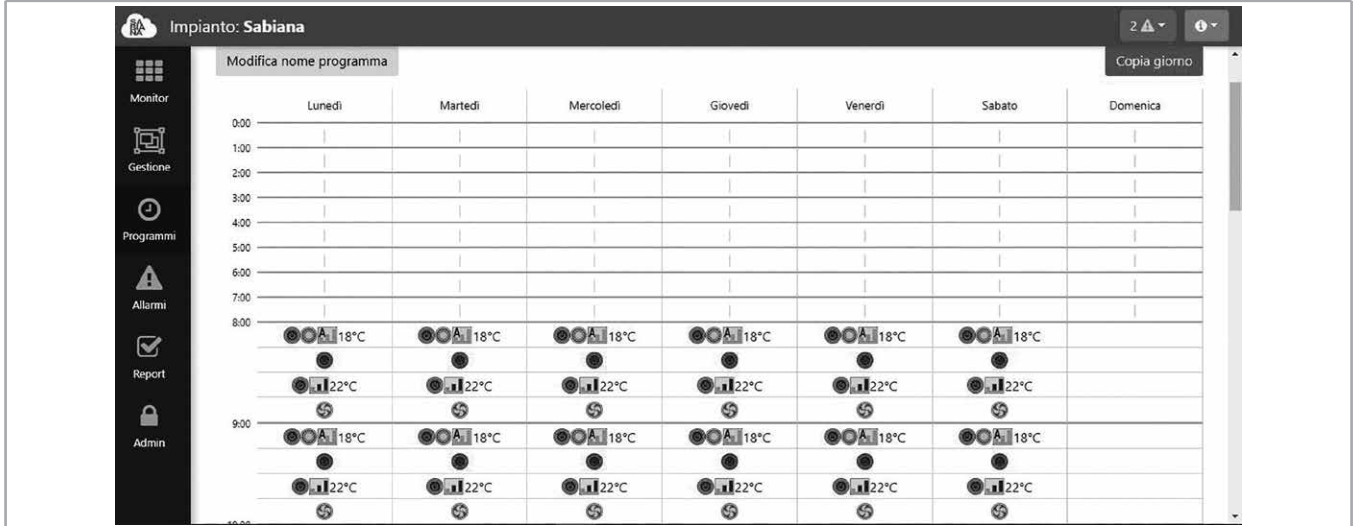 SABIANA
Impianto: Sabiana
2
Modifica nome programma
Copia giorno
Monitor
Gestione
Programmi
Allarmi
Report
Admin
Lunedì Martedì Mercoledì Giovedì Venerdì Sabato Domenica
0:00
1:00
2:00
3:00
4:00
5:00
6:00
7:00
8:00
A 18°C A 18°C A 18°C A 18°C A 18°C A 18°C
22°C 22°C 22°C 22°C 22°C 22°C
9:00
A 18°C A 18°C A 18°C A 18°C A 18°C A 18°C
22°C 22°C 22°C 22°C 22°C 22°C